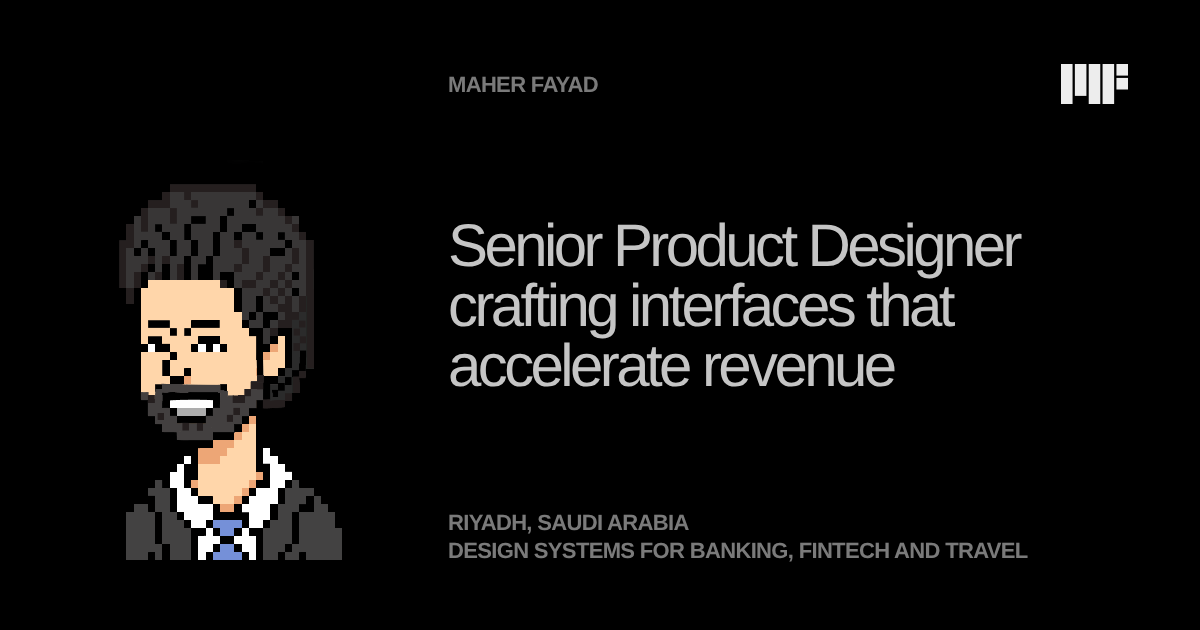 MAHER FAYAD
MF
Senior Product Designer
crafting interfaces that
accelerate revenue
RIYADH, SAUDI ARABIA
DESIGN SYSTEMS FOR BANKING, FINTECH AND TRAVEL